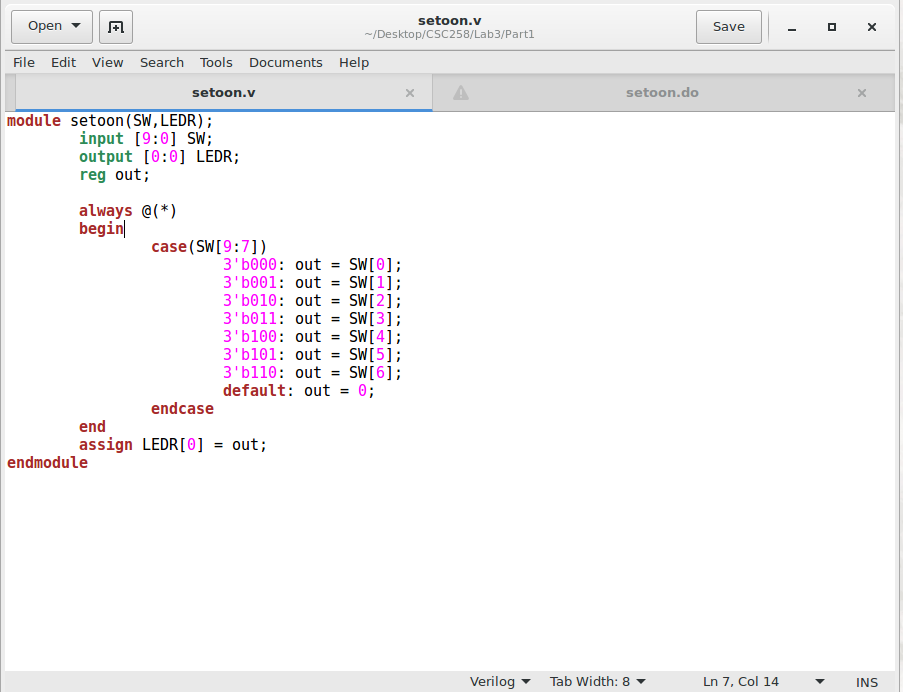 Open
setoon.v
~/Desktop/CSC258/Lab3/Part1
Save
File Edit View Search Tools Documents Help
setoon.v
setoon.do
module setoon(SW,LEDR);
input [9:0] SW;
output [0:0] LEDR;
reg out;
always @(*)
begin
case(SW[9:7])
3'b000: out = SW[0];
3'b001: out = SW[1];
3'b010: out = SW[2];
3'b011: out = SW[3];
3'b100: out = SW[4];
3'b101: out = SW[5];
3'b110: out = SW[6];
default: out = 0;
endcase
end
assign LEDR[0] = out;
endmodule
Verilog Tab Width: 8 Ln 7, Col 14 INS